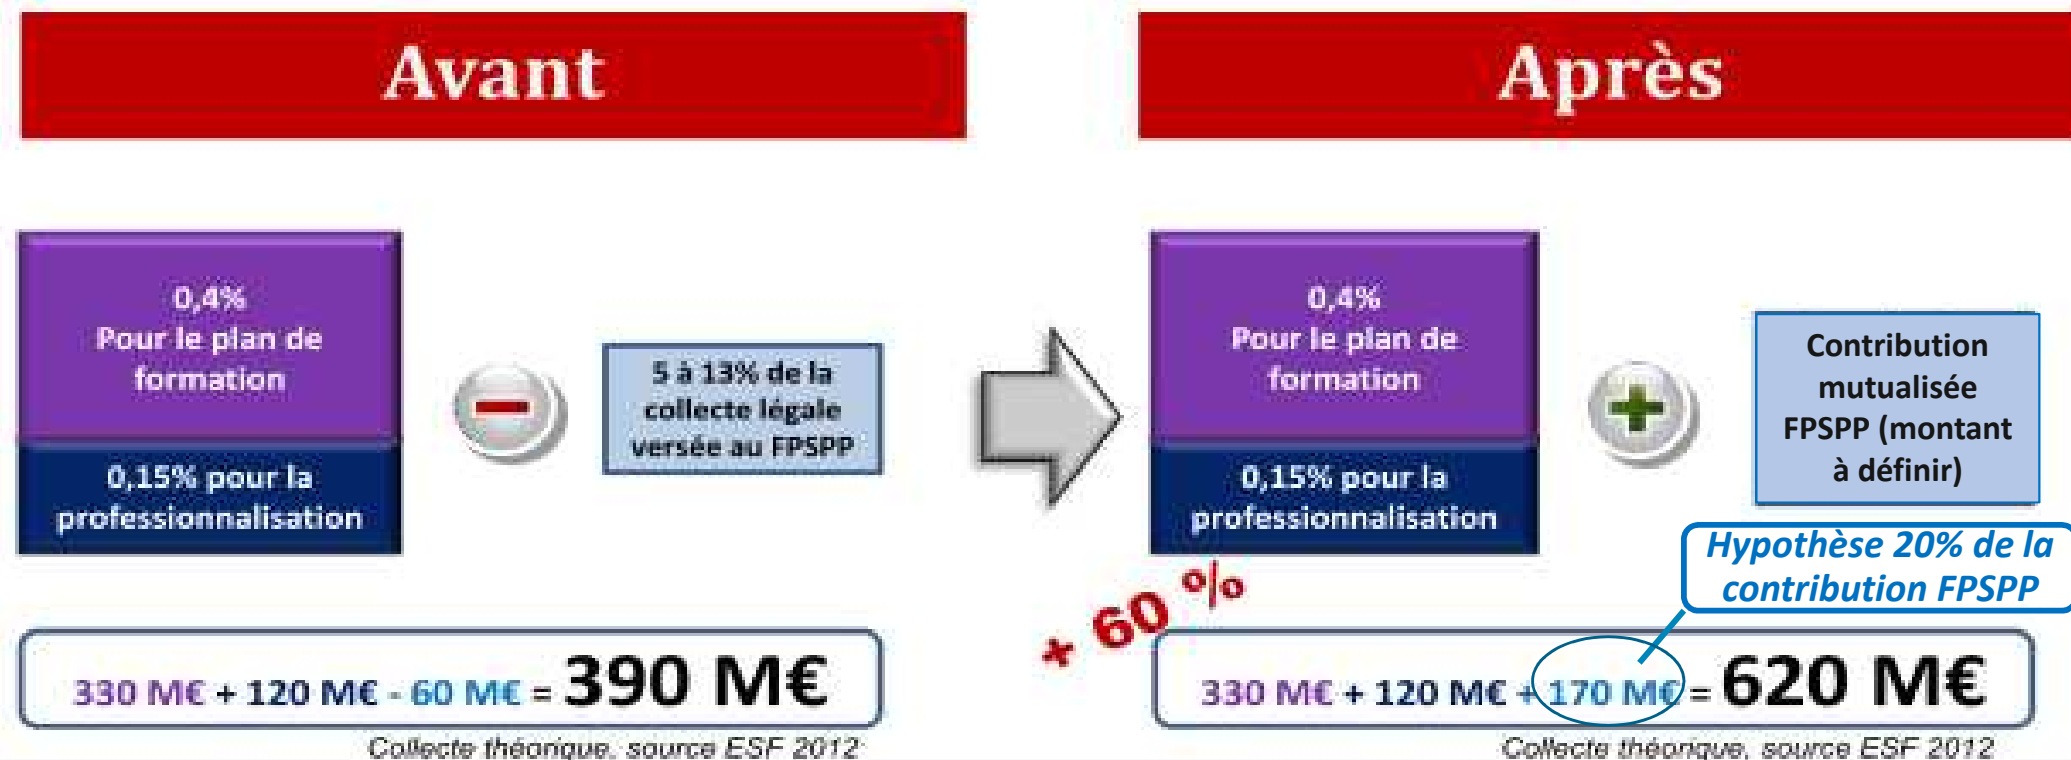 Avant
Après
0,4%
Pour le plan de
formation
0,15% pour la
professionnalisation
5 à 13% de la
collecte légale
versée au FPSPP
0,4%
Pour le plan de
formation
0,15% pour la
professionnalisation
Contribution
mutualisée
FPSPP (montant
à définir)
Hypothèse 20% de la
contribution FPSPP
+ 60 %
330 M€ + 120 M€ - 60 M€ = 390 M€
Collecte théorique, source ESF 2012
330 M€ + 120 M€ + 170 M€ = 620 M€
Collecte théorique, source ESF 2012